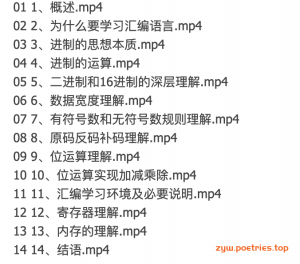 01 1、概述.mp4
02 2、为什么要学习汇编语言.mp4
03 3、进制的思想本质.mp4
04 4、进制的运算.mp4
05 5、二进制和16进制的深层理解.mp4
06 6、数据宽度理解.mp4
07 7、有符号数和无符号数规则理解.mp4
08 8、原码反码补码理解.mp4
09 9、位运算理解.mp4
10 10、位运算实现加减乘除.mp4
11 11、汇编学习环境及必要说明.mp4
12 12、寄存器理解.mp4
13 13、内存的理解.mp4
14 14、结语.mp4
zyw.poetries.top